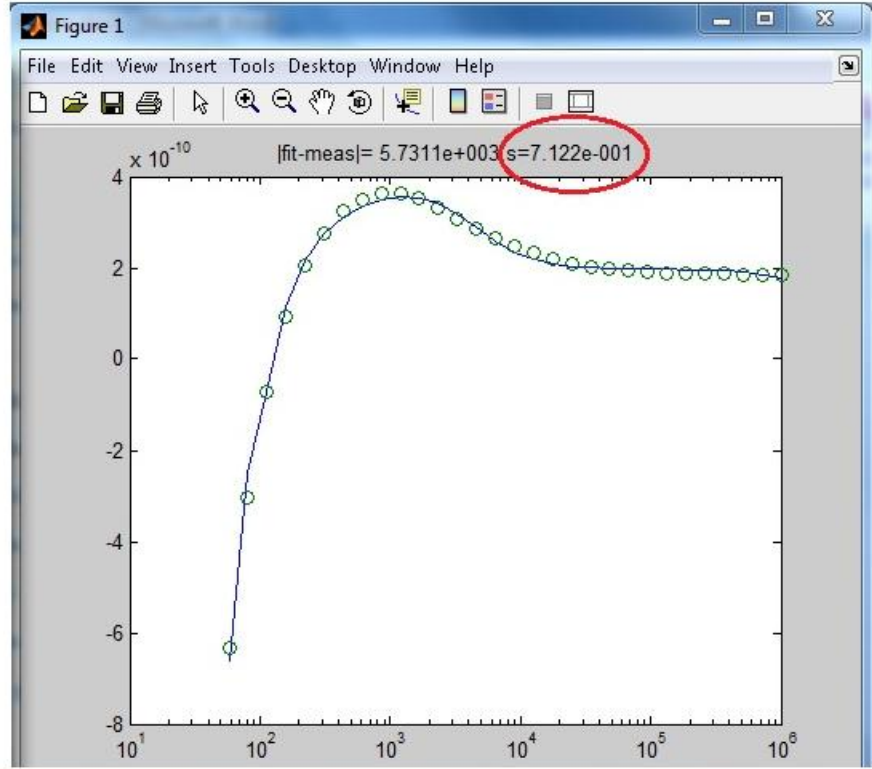 Figure 1
File Edit View Insert Tools Desktop Window Help
|fit-meas|= 5.7311e+003 s=7.122e-001
x 10^-10
4
2
0
-2
-4
-6
-8
10^1 10^2 10^3 10^4 10^5 10^6